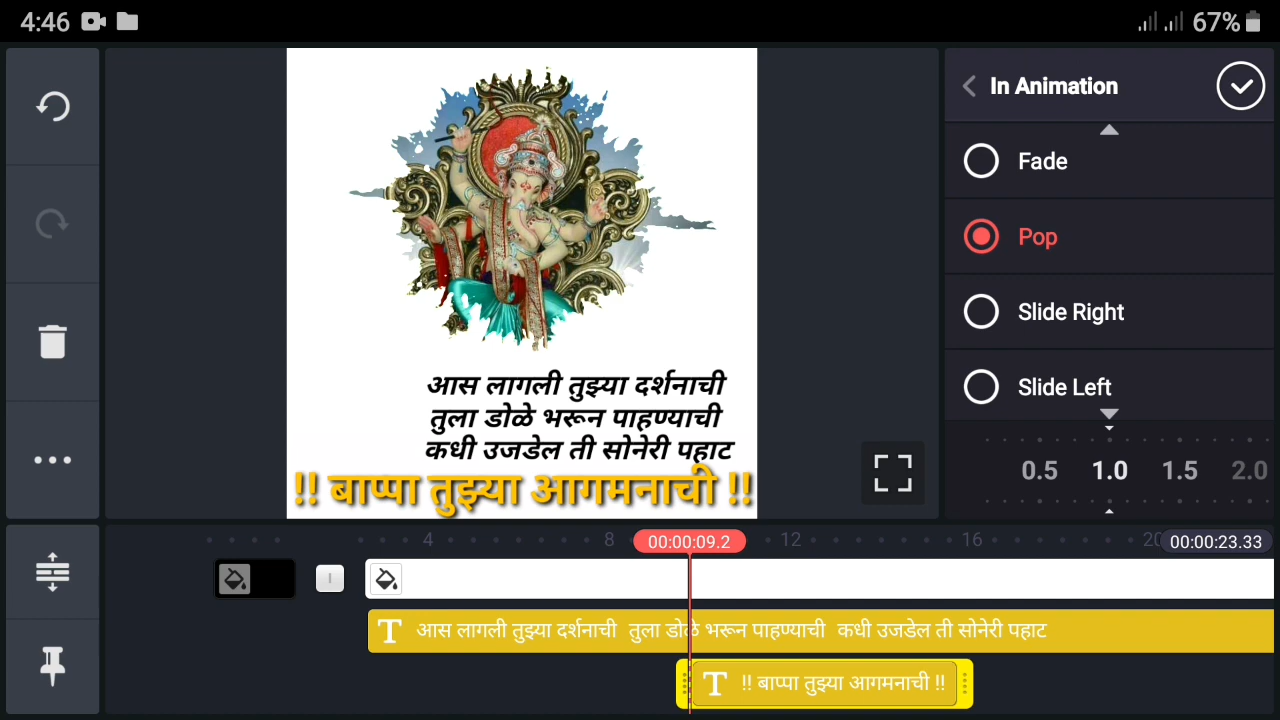 4:46
67%
In Animation
Fade
Pop
Slide Right
Slide Left
0.5 1.0 1.5 2.0
आस लागली तुझ्या दर्शनाची
तुला डोळे भरून पाहण्याची
कधी उजडेल ती सोनेरी पहाट
!! बाप्पा तुझ्या आगमनाची !!
4 8 00:00:09.2 12 16 20 00:00:23.33
T आस लागली तुझ्या दर्शनाची तुला डोळे भरून पाहण्याची कधी उजडेल ती सोनेरी पहाट
T !! बाप्पा तुझ्या आगमनाची !!